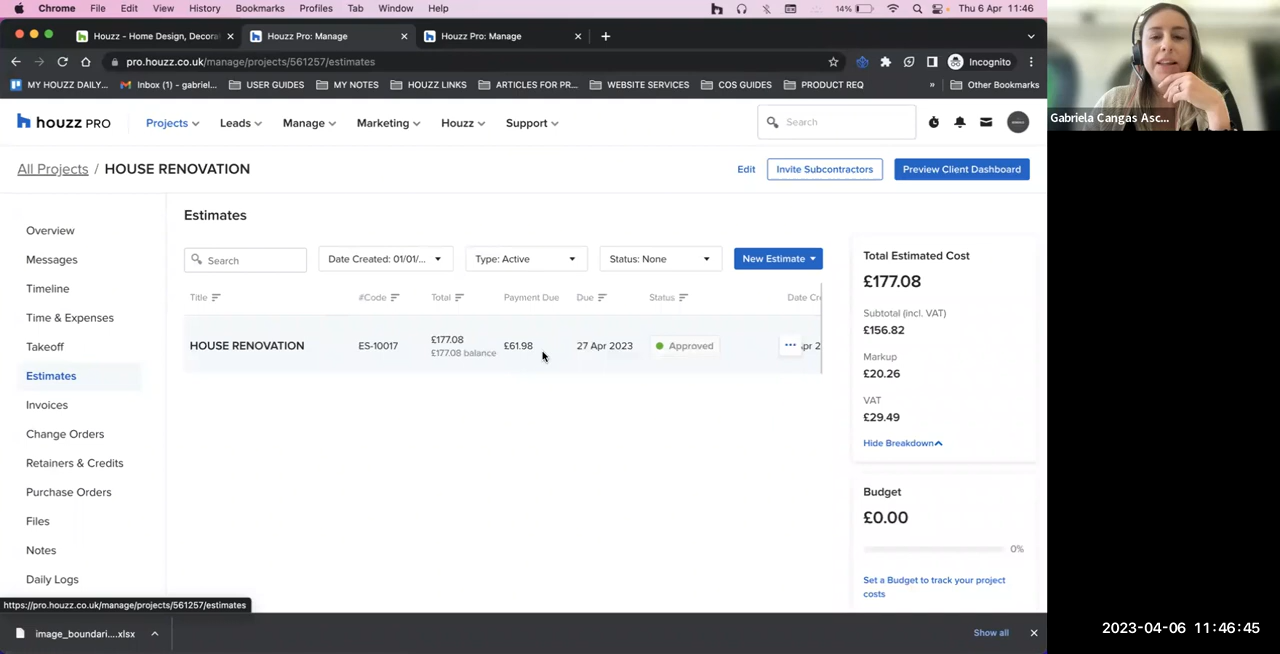 Chrome File Edit View History Bookmarks Profiles Tab Window Help 14% Thu 6 Apr 11:46
Houzz - Home Design, Decora Houzz Pro: Manage Houzz Pro: Manage
pro.houzz.co.uk/manage/projects/561257/estimates Incognito
MY HOUZZ DAILY... Inbox (1) - gabriel... USER GUIDES MY NOTES HOUZZ LINKS ARTICLES FOR PR... WEBSITE SERVICES COS GUIDES PRODUCT REQ » Other Bookmarks
houzz PRO Projects Leads Manage Marketing Houzz Support Search
Gabriela Cangas Asc...
All Projects / HOUSE RENOVATION Edit Invite Subcontractors Preview Client Dashboard
Overview
Messages
Timeline
Time & Expenses
Takeoff
Estimates
Invoices
Change Orders
Retainers & Credits
Purchase Orders
Files
Notes
Daily Logs
Estimates
Search Date Created: 01/01/... Type: Active Status: None New Estimate
Title #Code Total Payment Due Due Status Date Cr
HOUSE RENOVATION ES-10017 £177.08 £61.98 27 Apr 2023 Approved ... pr 2
£177.08 balance
Total Estimated Cost
£177.08
Subtotal (incl. VAT)
£156.82
Markup
£20.26
VAT
£29.49
Hide Breakdown
Budget
£0.00
0%
Set a Budget to track your project
costs
https://pro.houzz.co.uk/manage/projects/561257/estimates
image_boundari....xlsx Show all
2023-04-06 11:46:45